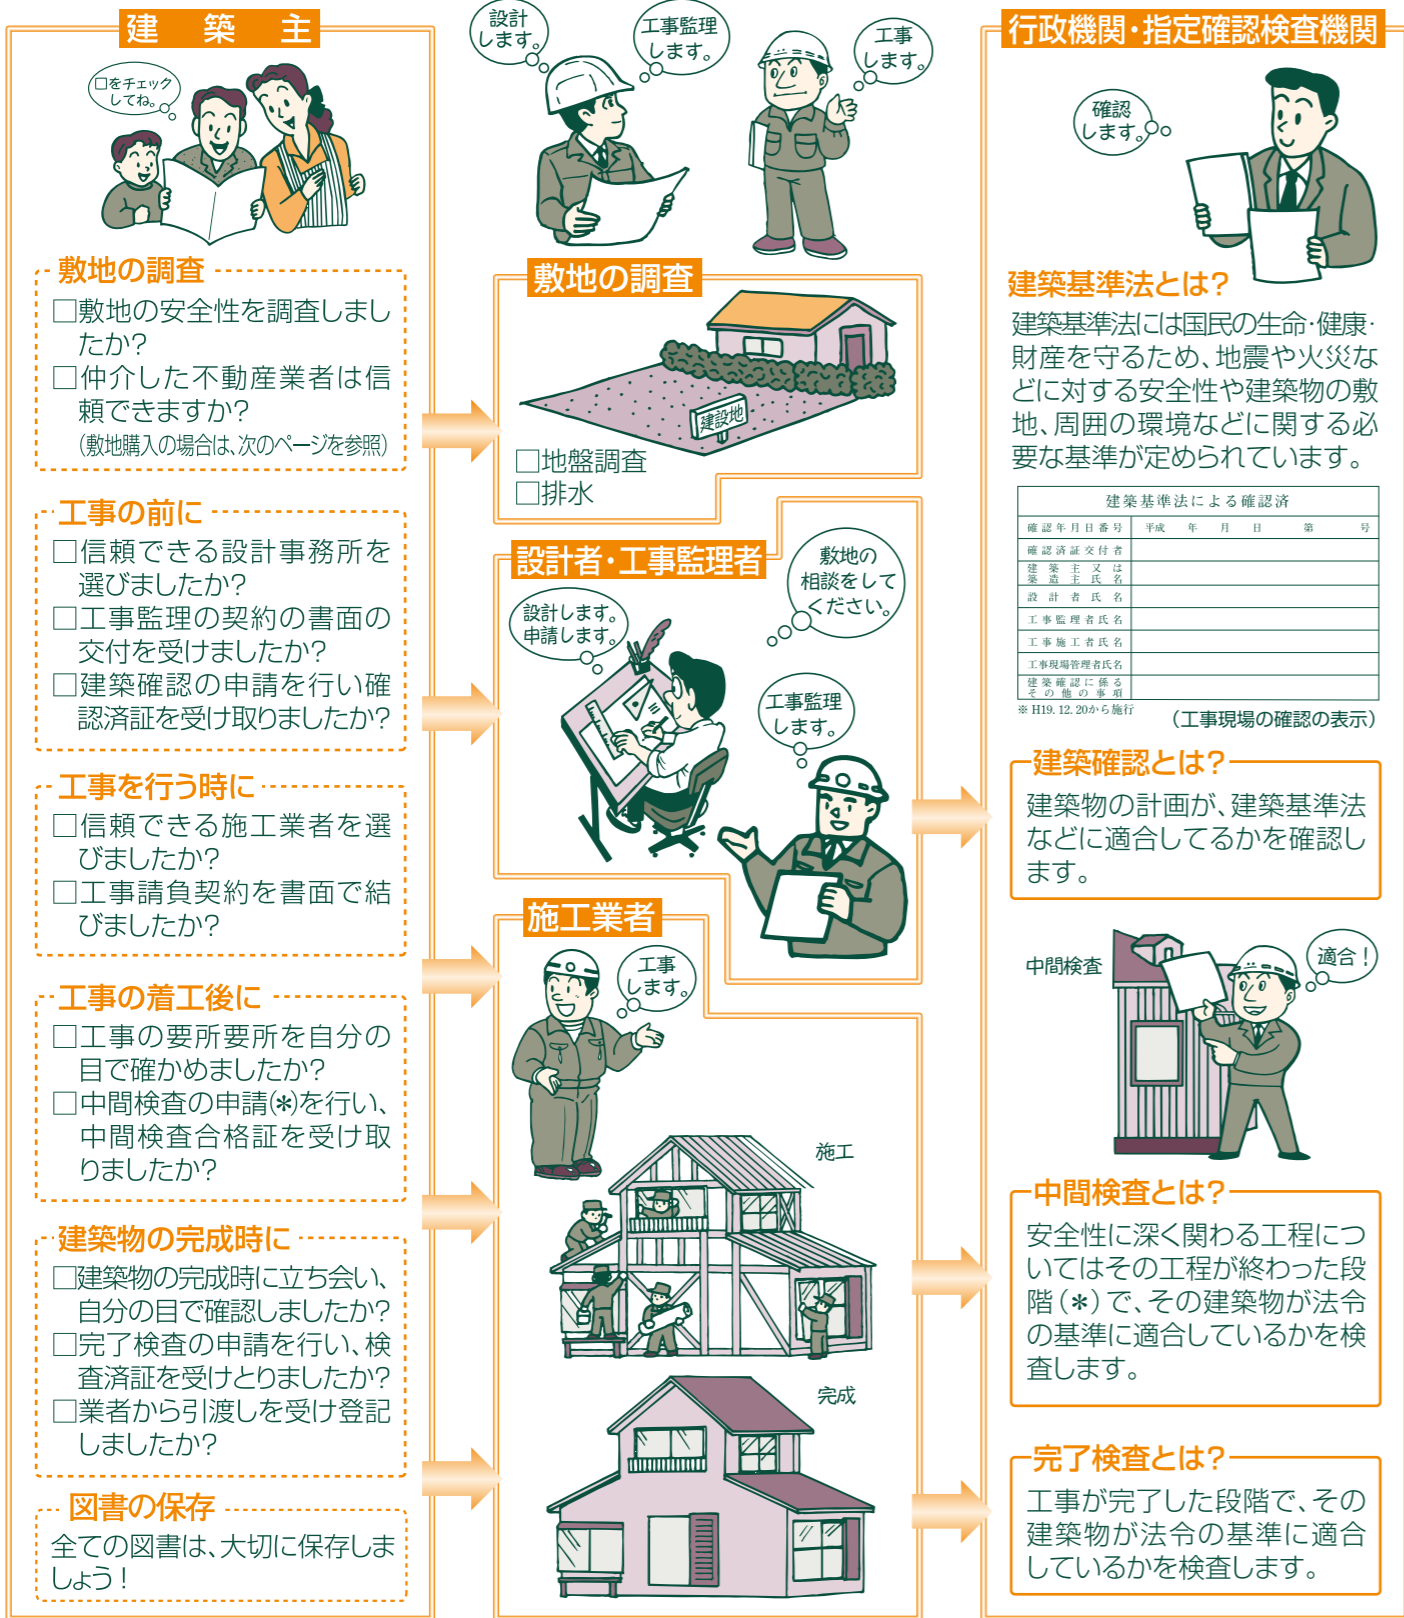 建築主
□をチェック
してね。
敷地の調査
□敷地の安全性を調査しまし
たか?
□仲介した不動産業者は信
頼できますか?
(敷地購入の場合は、次のページを参照)
工事の前に
□信頼できる設計事務所を
選びましたか?
□工事監理の契約の書面の
交付を受けましたか?
□建築確認の申請を行い確
認済証を受け取りましたか?
工事を行う時に
□信頼できる施工業者を選
びましたか?
□工事請負契約を書面で結
びましたか?
工事の着工後に
□工事の要所要所を自分の
目で確かめましたか?
□中間検査の申請(＊)を行い、
中間検査合格証を受け取
りましたか?
建築物の完成時に
□建築物の完成時に立ち会い、
自分の目で確認しましたか?
□完了検査の申請を行い、検
査済証を受けとりましたか?
□業者から引渡しを受け登記
しましたか?
図書の保存
全ての図書は、大切に保存しま
しょう!
設計
します。
工事監理
します。
工事
します。
敷地の調査
建設地
□地盤調査
□排水
設計者・工事監理者
敷地の
相談をして
ください。
設計します。
申請します。
工事監理
します。
施工業者
工事
します。
施工
完成
行政機関・指定確認検査機関
確認
します。
建築基準法とは?
建築基準法には国民の生命・健康・
財産を守るため、地震や火災な
どに対する安全性や建築物の敷
地、周囲の環境などに関する必
要な基準が定められています。
建築基準法による確認済
確認年月日番号 平成 年 月 日 第 号
確認済証交付者
建築主又は
築造主氏名
設計者氏名
工事監理者氏名
工事施工者氏名
工事現場管理者氏名
建築確認に係る
その他の事項
※H19.12.20から施行
(工事現場の確認の表示)
建築確認とは?
建築物の計画が、建築基準法
などに適合してるかを確認し
ます。
中間検査
適合!
中間検査とは?
安全性に深く関わる工程につ
いてはその工程が終わった段
階(＊)で、その建築物が法令
の基準に適合しているかを検
査します。
完了検査とは?
工事が完了した段階で、その
建築物が法令の基準に適合
しているかを検査します。